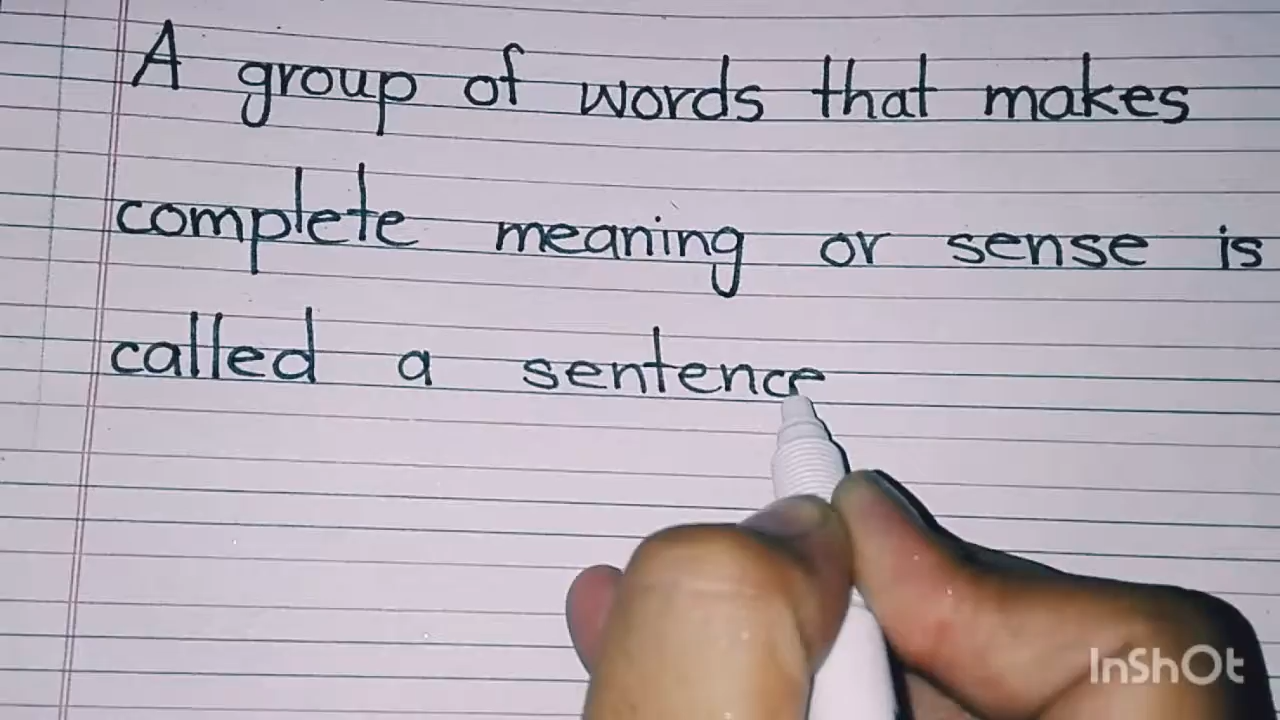 A group of words that makes
complete meaning or sense is
called a sentence
InShOt